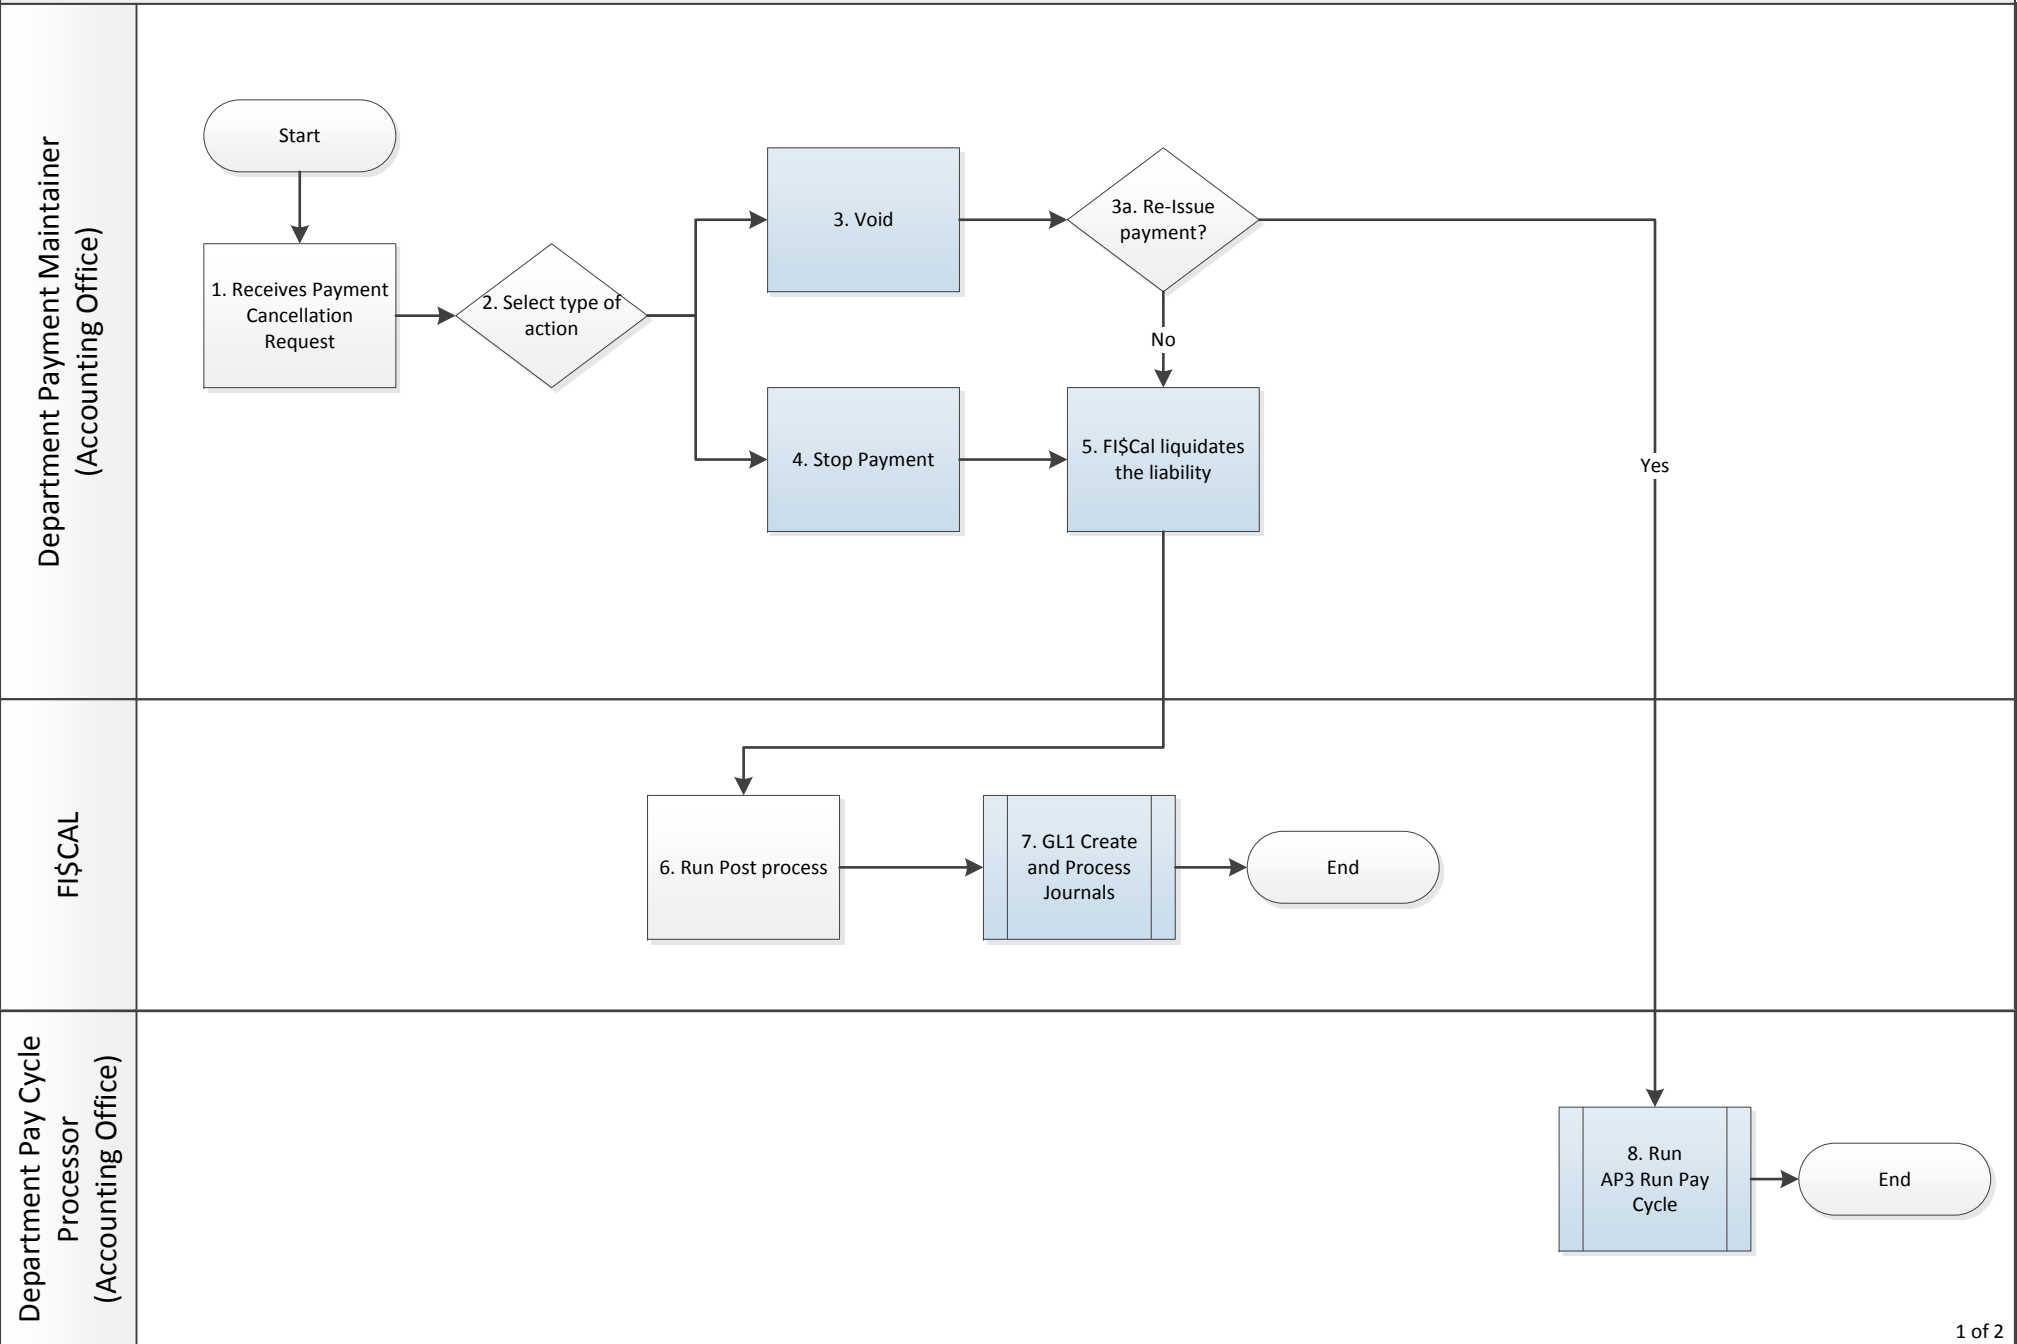 Department Payment Maintainer
(Accounting Office)
Start
1. Receives Payment
Cancellation
Request
2. Select type of
action
3. Void
3a. Re-Issue
payment?
No
Yes
4. Stop Payment
5. FI$Cal liquidates
the liability
FI$CAL
6. Run Post process
7. GL1 Create
and Process
Journals
End
Department Pay Cycle
Processor
(Accounting Office)
8. Run
AP3 Run Pay
Cycle
End
1 of 2